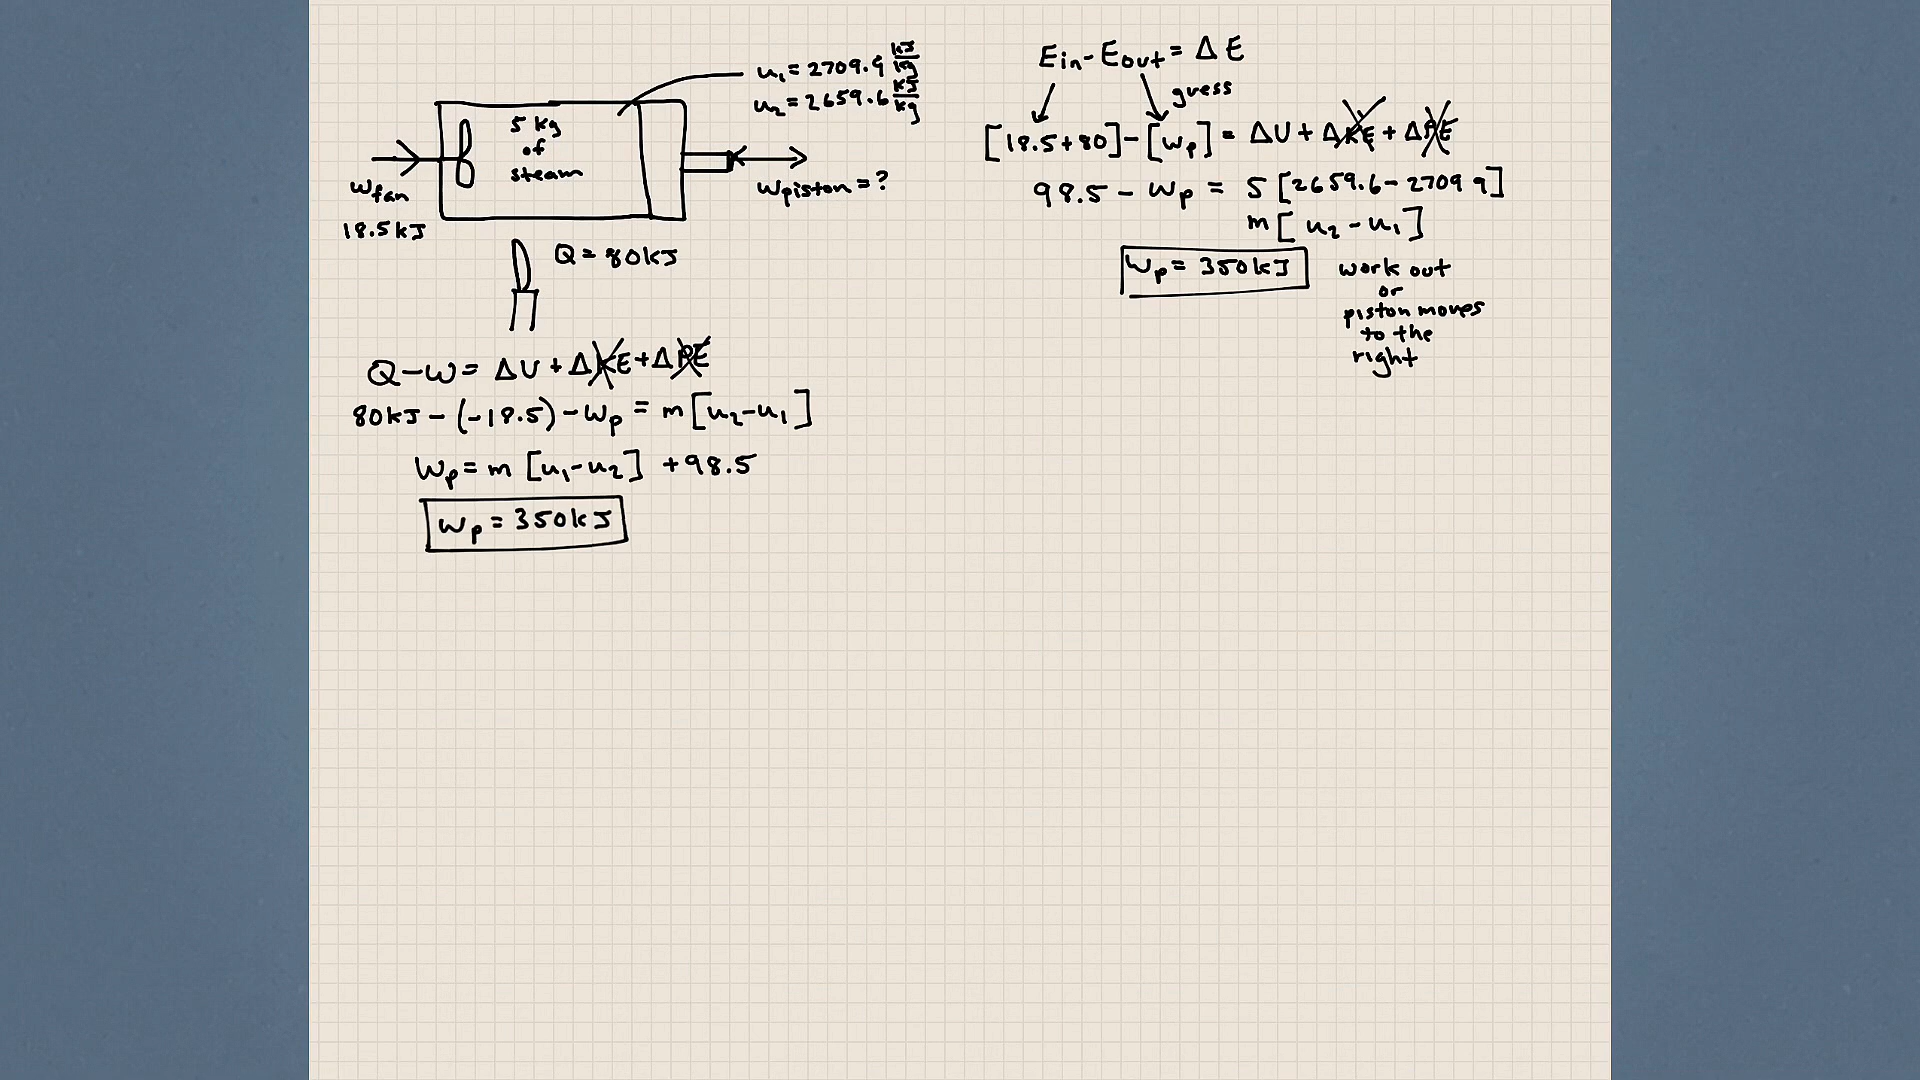 u₁ = 2709.9 kJ/kg
u₂ = 2659.6 kJ/kg
5 kg
of
steam
Wfan
18.5 kJ
Wpiston = ?
Q = 80 kJ
Q - W = ΔU + ΔKE + ΔPE
80kJ - (-18.5) - Wp = m [u₂ - u₁]
Wp = m [u₁ - u₂] + 98.5
Wp = 350 kJ
Ein - Eout = ΔE
guess
[18.5 + 80] - [Wp] = ΔU + ΔKE + ΔPE
98.5 - Wp = 5 [2659.6 - 2709 9]
m [u₂ - u₁]
Wp = 350 kJ
work out
or
piston moves
to the
right